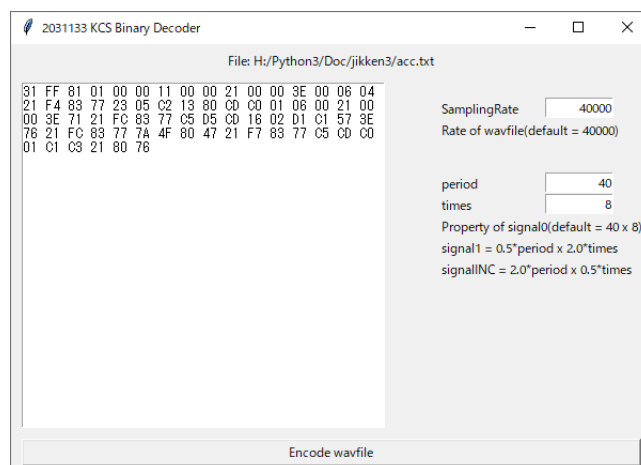 2031133 KCS Binary Decoder
File: H:/Python3/Doc/jikken3/acc.txt
31 FF 81 01 00 00 11 00 00 21 00 00 3E 00 06 04
21 F4 83 77 23 05 C2 13 80 CD C0 01 06 00 21 00
00 3E 71 21 FC 83 77 C5 D5 CD 16 02 D1 C1 57 3E
76 21 FC 83 77 7A 4F 80 47 21 F7 83 77 C5 CD C0
01 C1 C3 21 80 76
SamplingRate 40000
Rate of wavfile(default = 40000)
period 40
times 8
Property of signal0(default = 40 x 8)
signal1 = 0.5*period x 2.0*times
signalINC = 2.0*period x 0.5*times
Encode wavfile